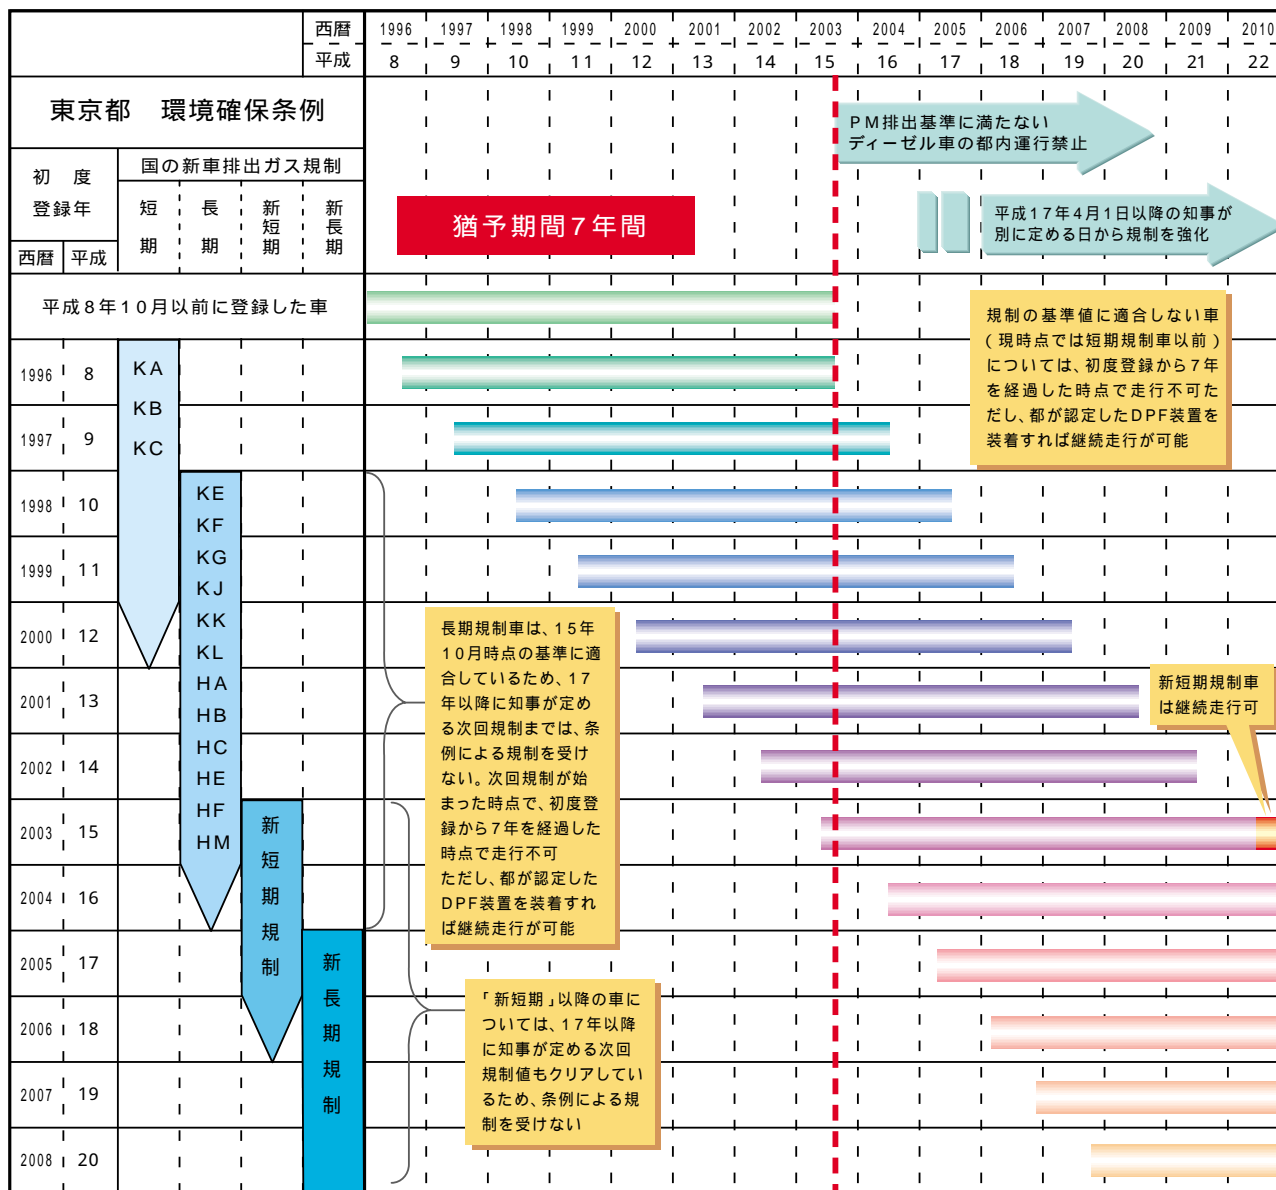 西暦 1996 1997 1998 1999 2000 2001 2002 2003 2004 2005 2006 2007 2008 2009 2010
平成 8 9 10 11 12 13 14 15 16 17 18 19 20 21 22
東京都　環境確保条例
初　度
登録年
国の新車排出ガス規制
短期
長期
新短期
新長期
西暦 平成
PM排出基準に満たない
ディーゼル車の都内運行禁止
猶予期間7年間
平成17年4月1日以降の知事が
別に定める日から規制を強化
平成8年10月以前に登録した車
1996 8
1997 9
1998 10
1999 11
2000 12
2001 13
2002 14
2003 15
2004 16
2005 17
2006 18
2007 19
2008 20
KA
KB
KC
KE
KF
KG
KJ
KK
KL
HA
HB
HC
HE
HF
HM
新短期規制
新長期規制
規制の基準値に適合しない車
(現時点では短期規制車以前)
については、初度登録から7年
を経過した時点で走行不可た
だし、都が認定したDPF装置を
装着すれば継続走行が可能
長期規制車は、15年
10月時点の基準に適
合しているため、17
年以降に知事が定め
る次回規制までは、条
例による規制を受け
ない。次回規制が始
まった時点で、初度登
録から7年を経過した
時点で走行不可
ただし、都が認定した
DPF装置を装着すれ
ば継続走行が可能
新短期規制車
は継続走行可
「新短期」以降の車に
ついては、17年以降
に知事が定める次回
規制値もクリアしてい
るため、条例による規
制を受けない